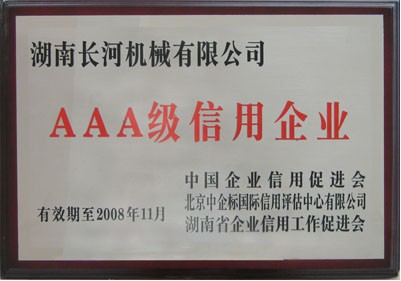 湖南长河机械有限公司
AAA级信用企业
中国企业信用促进会
北京中企标国际信用评估中心有限公司
有效期至2008年11月
湖南省企业信用工作促进会